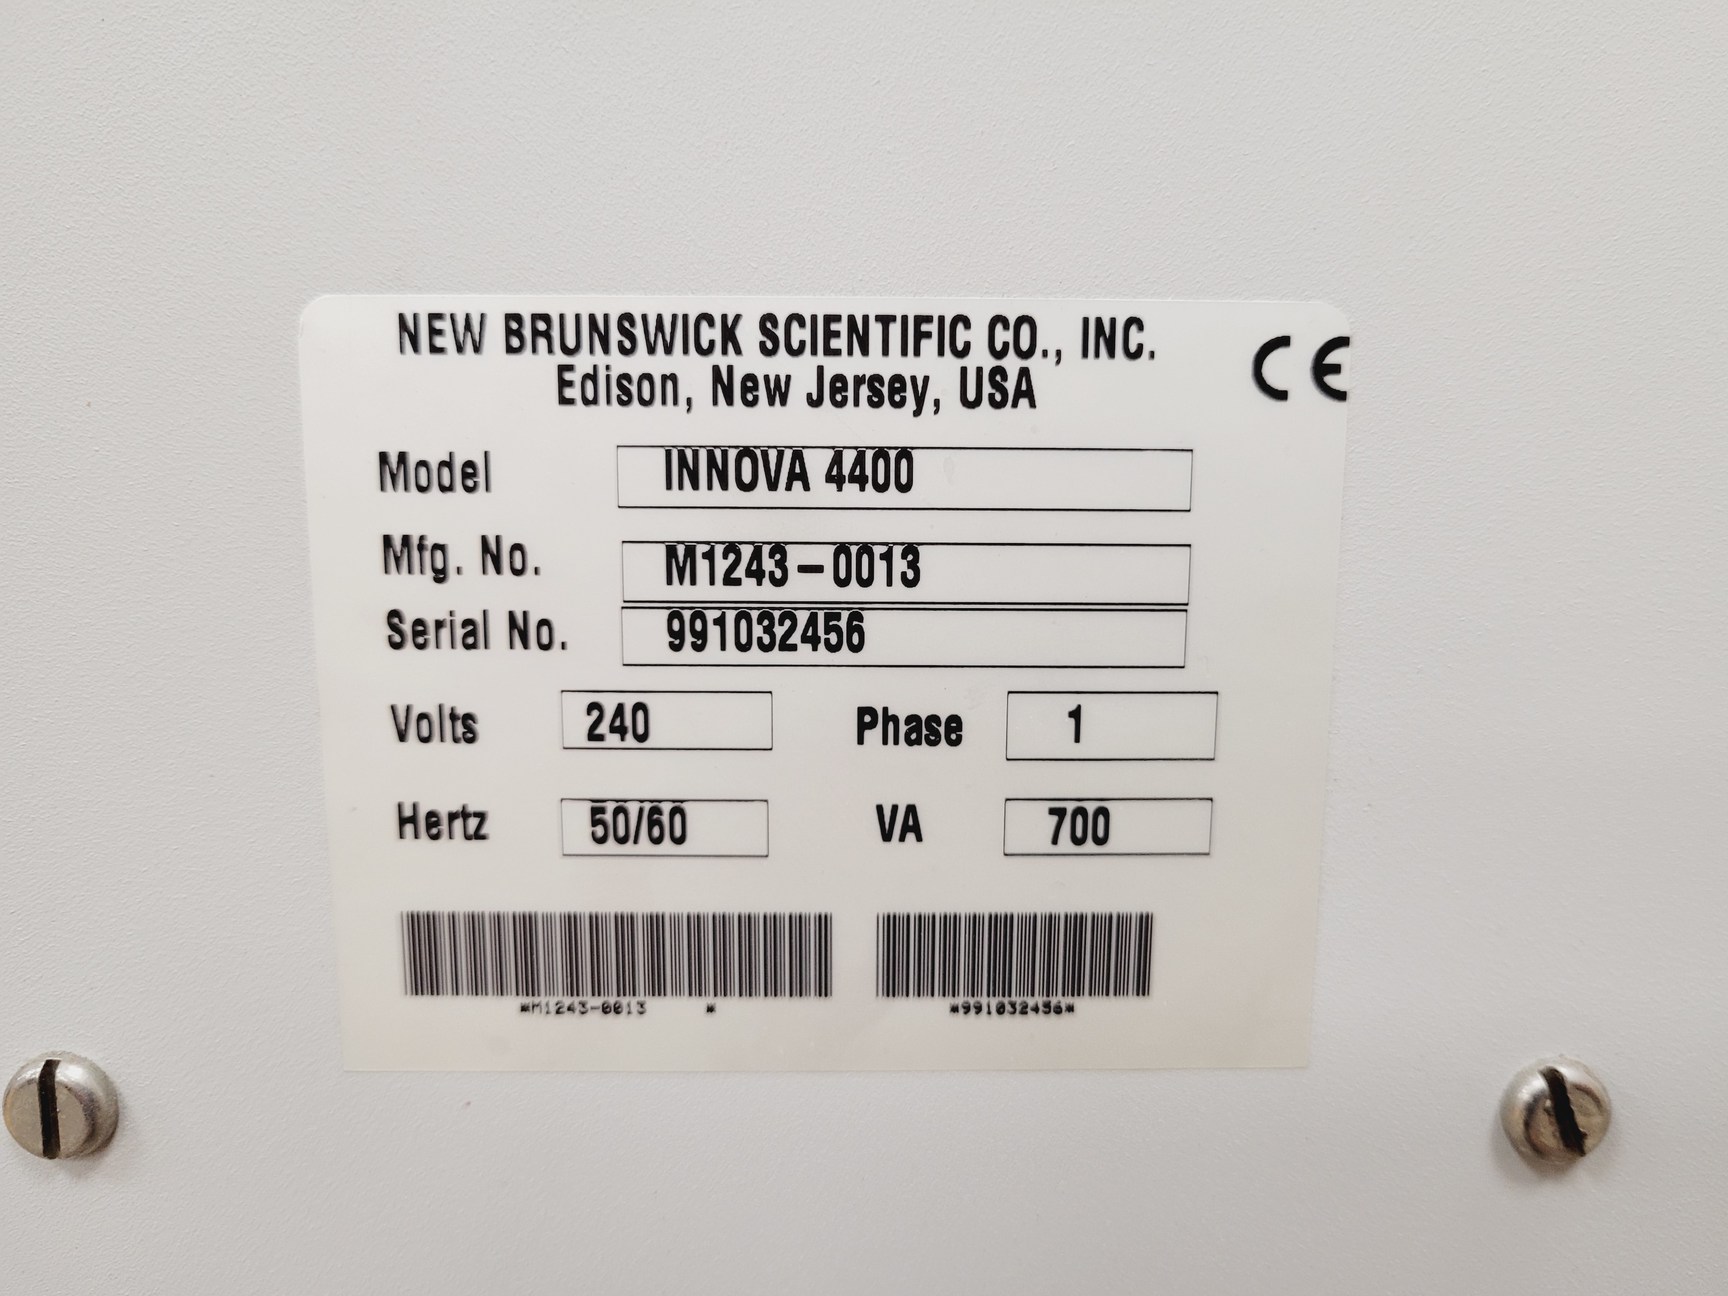 NEW BRUNSWICK SCIENTIFIC CO., INC.
Edison, New Jersey, USA
CE
Model INNOVA 4400
Mfg. No. M1243-0013
Serial No. 991032456
Volts 240 Phase 1
Hertz 50/60 VA 700
*M1243-0013 * *991032456*